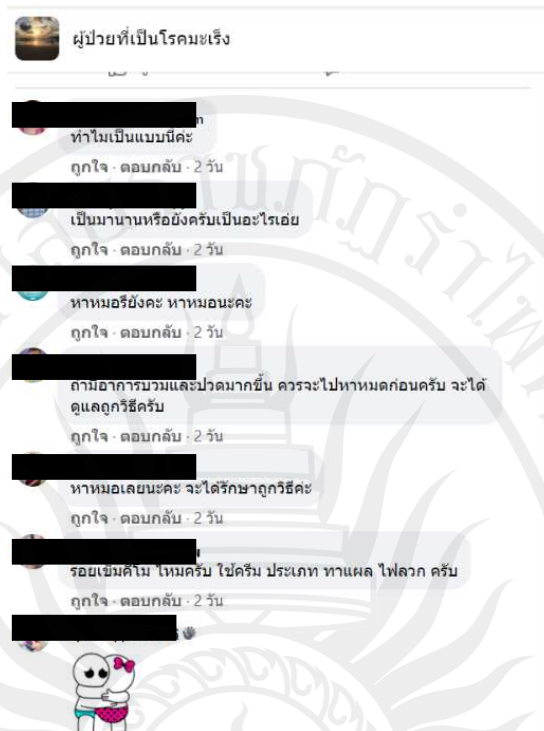 ผู้ป่วยที่เป็นโรคมะเร็ง
ทำไมเป็นแบบนี้ค่ะ
ถูกใจ · ตอบกลับ · 2 วัน
เป็นมานานหรือยังครับเป็นอะไรเอ่ย
ถูกใจ · ตอบกลับ · 2 วัน
หาหมอรึยังคะ หาหมอนะคะ
ถูกใจ · ตอบกลับ · 2 วัน
ถ้ามีอาการบวมและปวดมากขึ้น ควรจะไปหาหมดก่อนครับ จะได้
ดูแลถูกวิธีครับ
ถูกใจ · ตอบกลับ · 2 วัน
หาหมอเลยนะคะ จะได้รักษาถูกวิธีค่ะ
ถูกใจ · ตอบกลับ · 2 วัน
รอยเข็มคีโม ไหมครับ ใช้ครีม ประเภท ทาแผล ไฟลวก ครับ
ถูกใจ · ตอบกลับ · 2 วัน